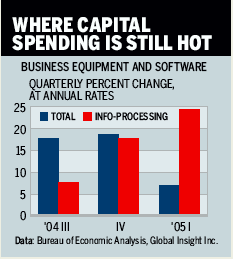 WHERE CAPITAL
SPENDING IS STILL HOT
BUSINESS EQUIPMENT AND SOFTWARE
QUARTERLY PERCENT CHANGE,
AT ANNUAL RATES
25
TOTAL INFO-PROCESSING
20
15
10
5
0
'04 III IV '05 I
Data: Bureau of Economic Analysis, Global Insight Inc.